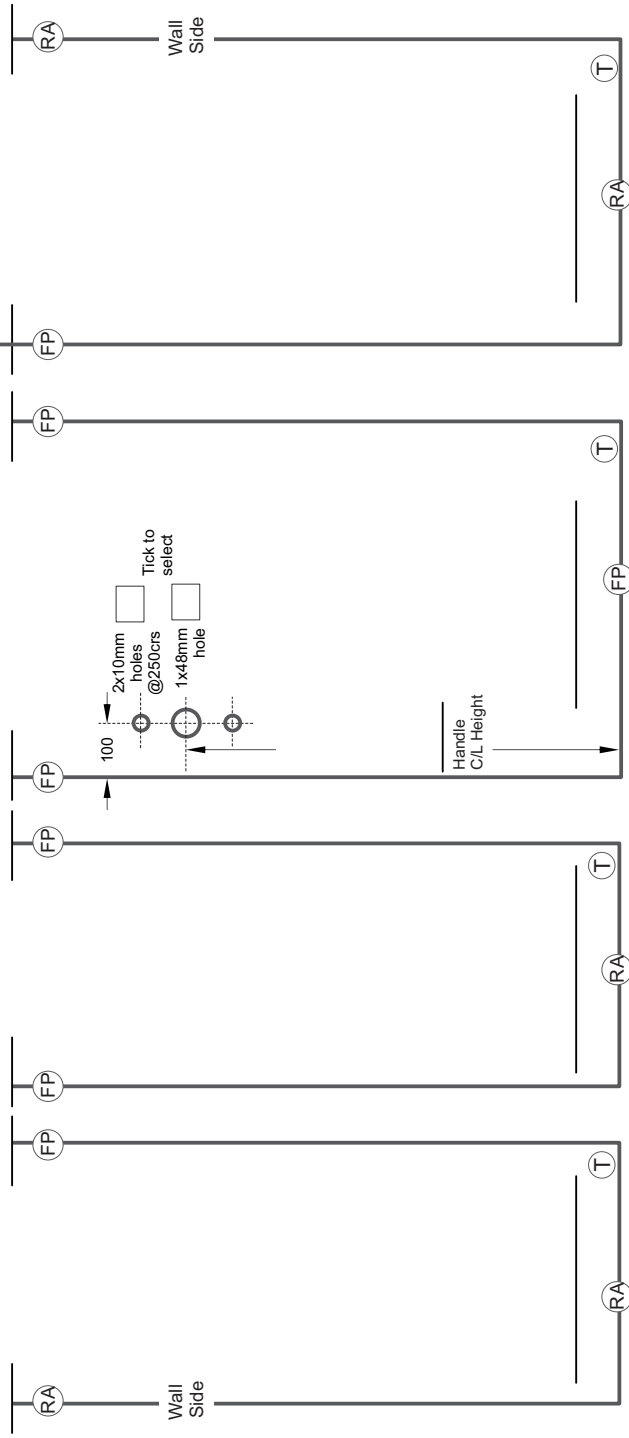 RA
Wall
Side
T
RA
FP
FP
T
FP
Tick to
select
2x10mm
holes
@250crs
1x48mm
hole
100
Handle
C/L Height
FP
FP
T
RA
FP
FP
T
RA
RA
Wall
Side